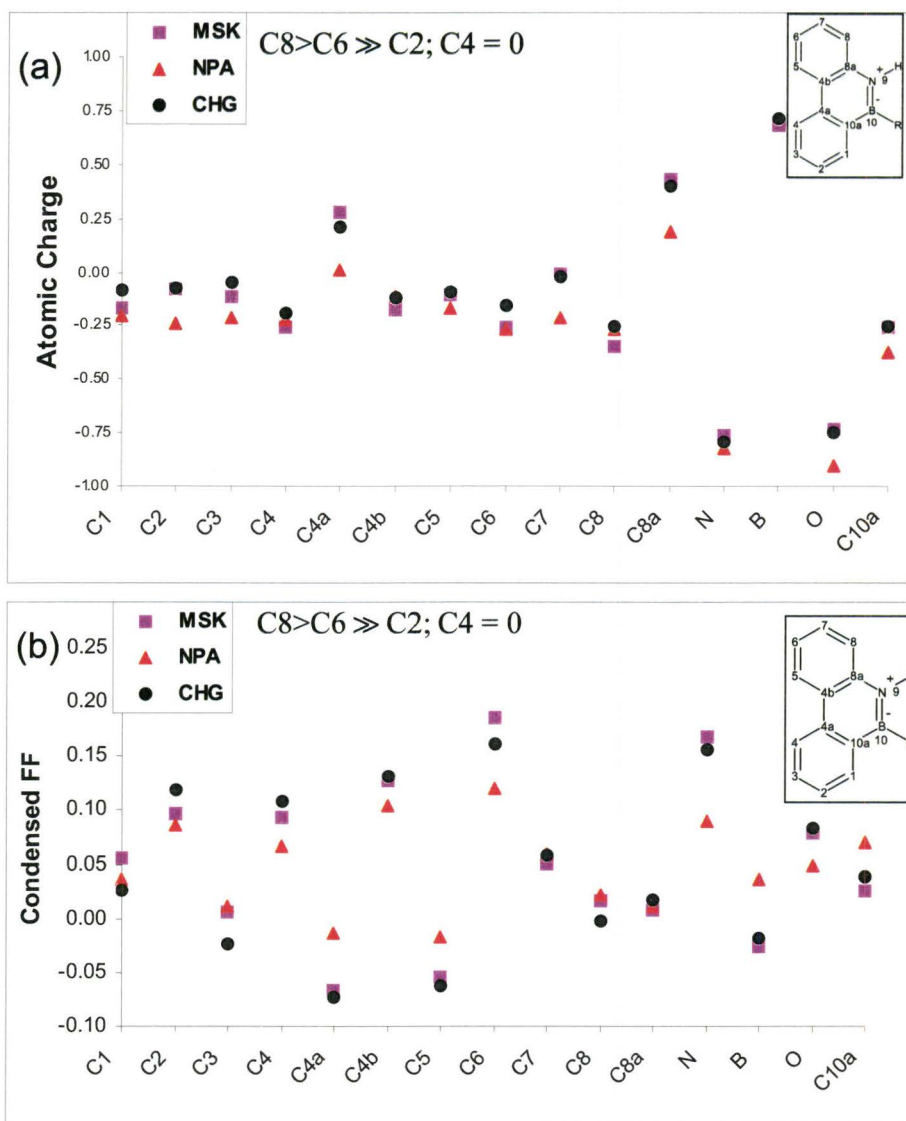 (a)
MSK
NPA
CHG
C8>C6 ≫ C2; C4 = 0
Atomic Charge
1.00
0.75
0.50
0.25
0.00
-0.25
-0.50
-0.75
-1.00
C1 C2 C3 C4 C4a C4b C5 C6 C7 C8 C8a N B O C10a
7
6 8
5 8a + H
4b N 9
4a B -
4 10a 10 R
3 1
2
(b)
MSK
NPA
CHG
C8>C6 ≫ C2; C4 = 0
Condensed FF
0.25
0.20
0.15
0.10
0.05
0.00
-0.05
-0.10
C1 C2 C3 C4 C4a C4b C5 C6 C7 C8 C8a N B O C10a
7
6 8
5 8a +
4b N 9
4a B -
4 10a 10
3 1
2